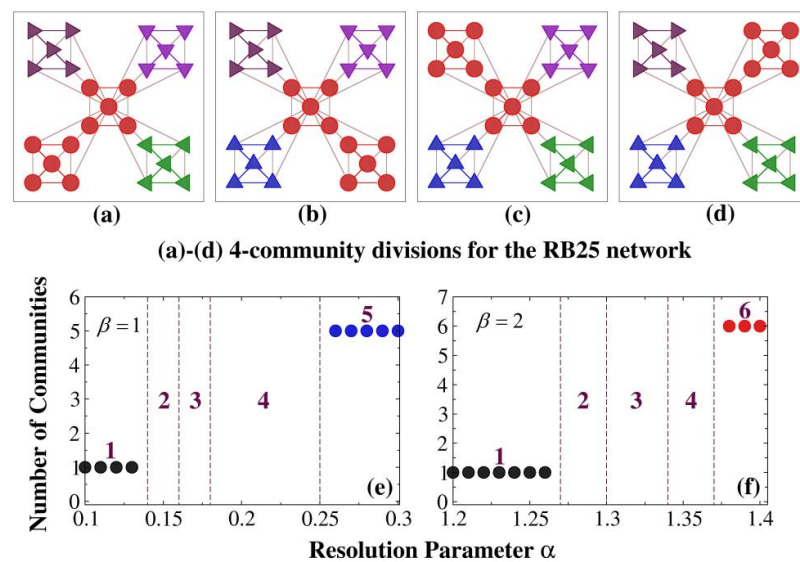 (a) (b) (c) (d)
(a)-(d) 4-community divisions for the RB25 network
Number of Communities
6
5
4
3
2
1
0
β = 1
1
2
3
4
5
(e)
0.1 0.15 0.2 0.25 0.3
7
6
5
4
3
2
1
0
β = 2
1
2
3
4
6
(f)
1.2 1.25 1.3 1.35 1.4
Resolution Parameter α